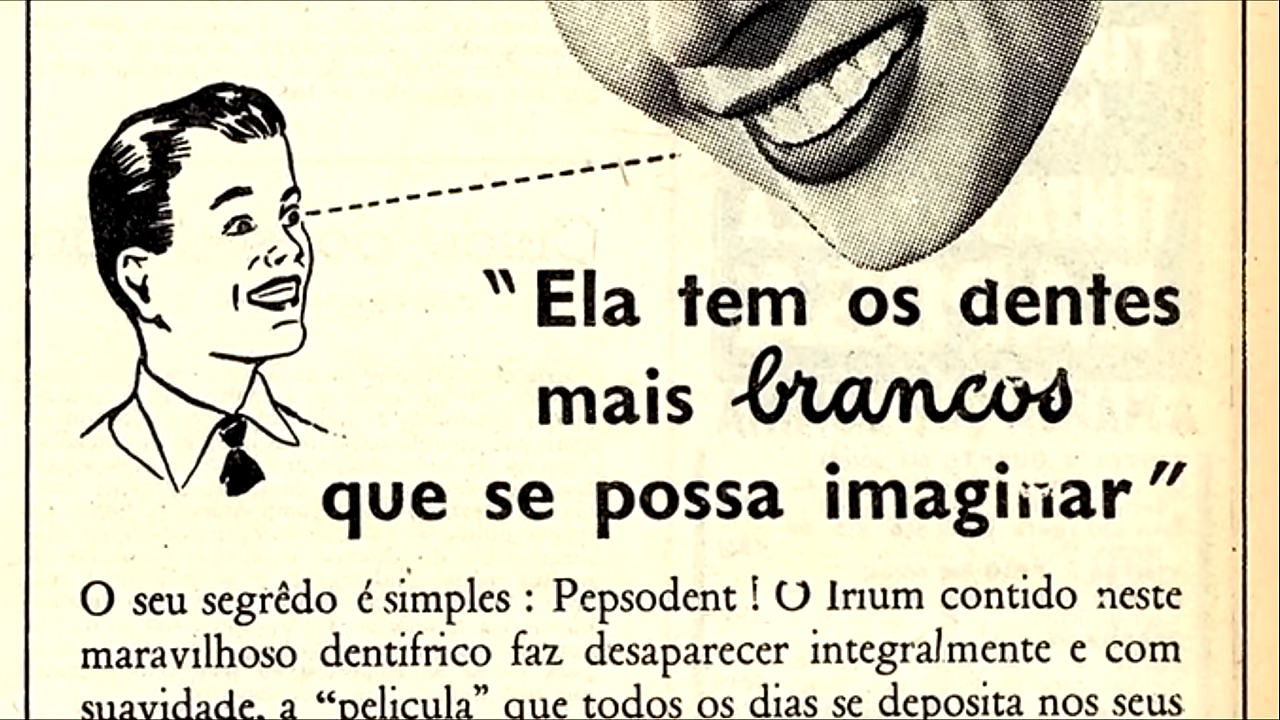 “Ela tem os dentes
mais brancos
que se possa imaginar”
O seu segrêdo é simples : Pepsodent ! O Irium contido neste
maravilhoso dentifrico faz desaparecer integralmente e com
suavidade, a “pelicula” que todos os dias se deposita nos seus